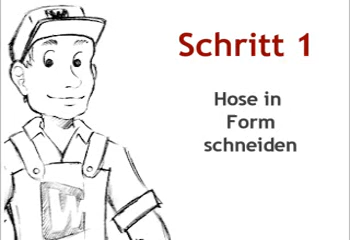 Schritt 1
Hose in
Form
schneiden
W